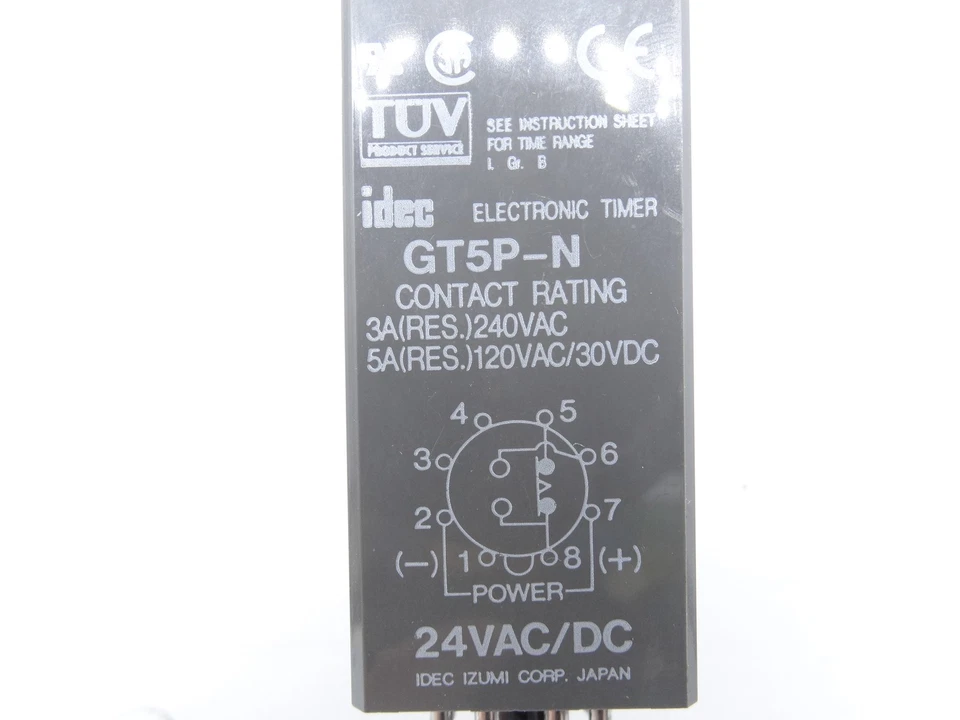 CE
TÜV
PRODUCT SERVICE
SEE INSTRUCTION SHEET
FOR TIME RANGE
I. Gr. B
idec ELECTRONIC TIMER
GT5P-N
CONTACT RATING
3A(RES.)240VAC
5A(RES.)120VAC/30VDC
4 5
3 6
2 7
(-) 1 8 (+)
POWER
24VAC/DC
IDEC IZUMI CORP. JAPAN